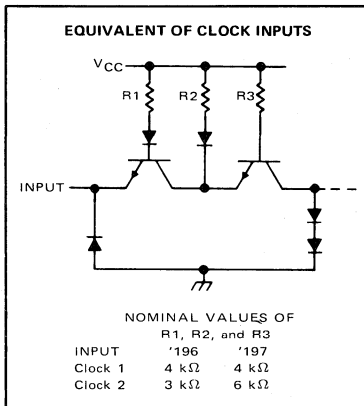 EQUIVALENT OF CLOCK INPUTS
VCC
R1 R2 R3
INPUT
NOMINAL VALUES OF
R1, R2, and R3
INPUT '196 '197
Clock 1 4 kΩ 4 kΩ
Clock 2 3 kΩ 6 kΩ